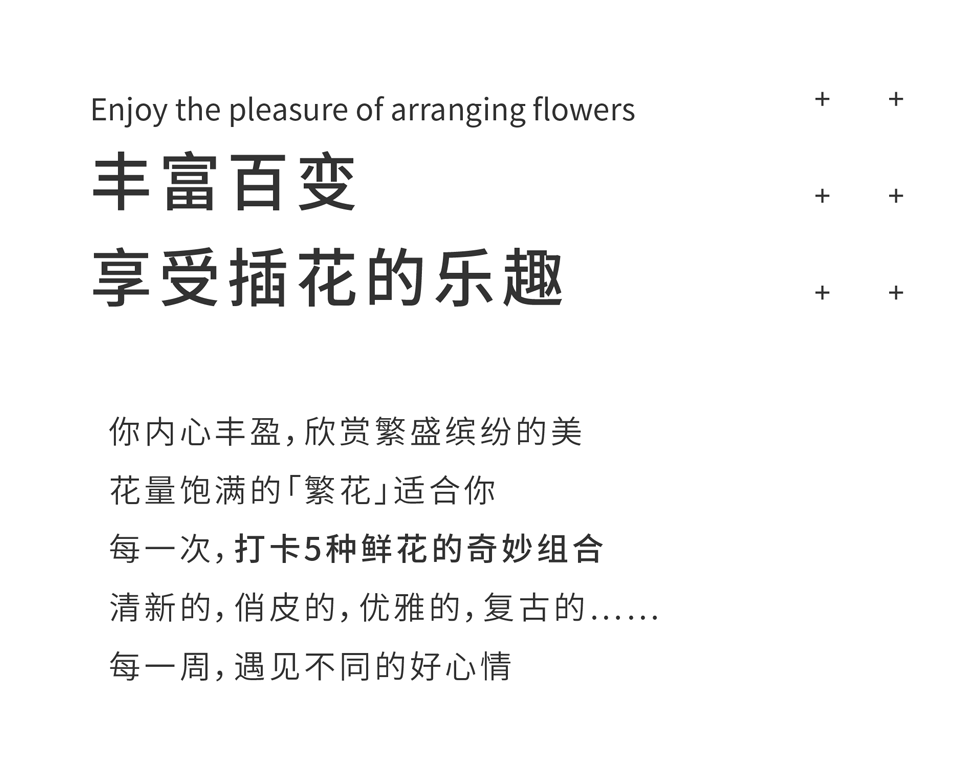 Enjoy the pleasure of arranging flowers
丰富百变
享受插花的乐趣
你内心丰盈，欣赏繁盛缤纷的美
花量饱满的「繁花」适合你
每一次，打卡5种鲜花的奇妙组合
清新的，俏皮的，优雅的，复古的……
每一周，遇见不同的好心情